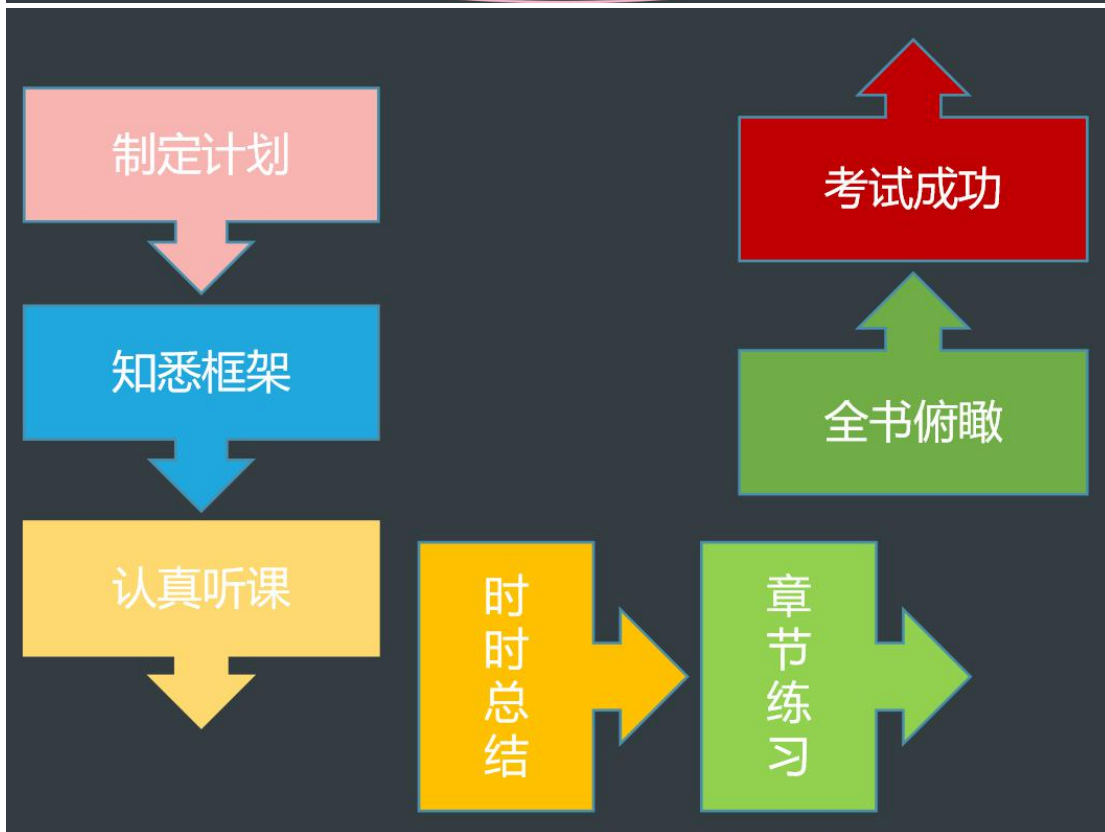 制定计划
知悉框架
认真听课
时时总结
章节练习
全书俯瞰
考试成功